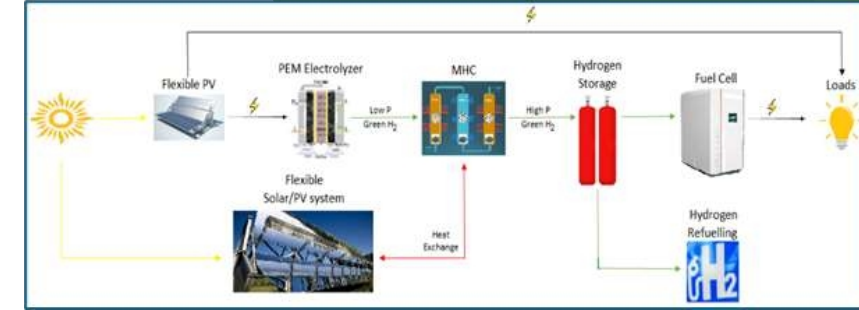 Flexible PV
PEM Electrolyzer
Low P
Green H₂
MHC
High P
Green H₂
Hydrogen
Storage
Fuel Cell
Loads
Flexible
Solar/PV system
Heat
Exchange
Hydrogen
Refuelling
H2